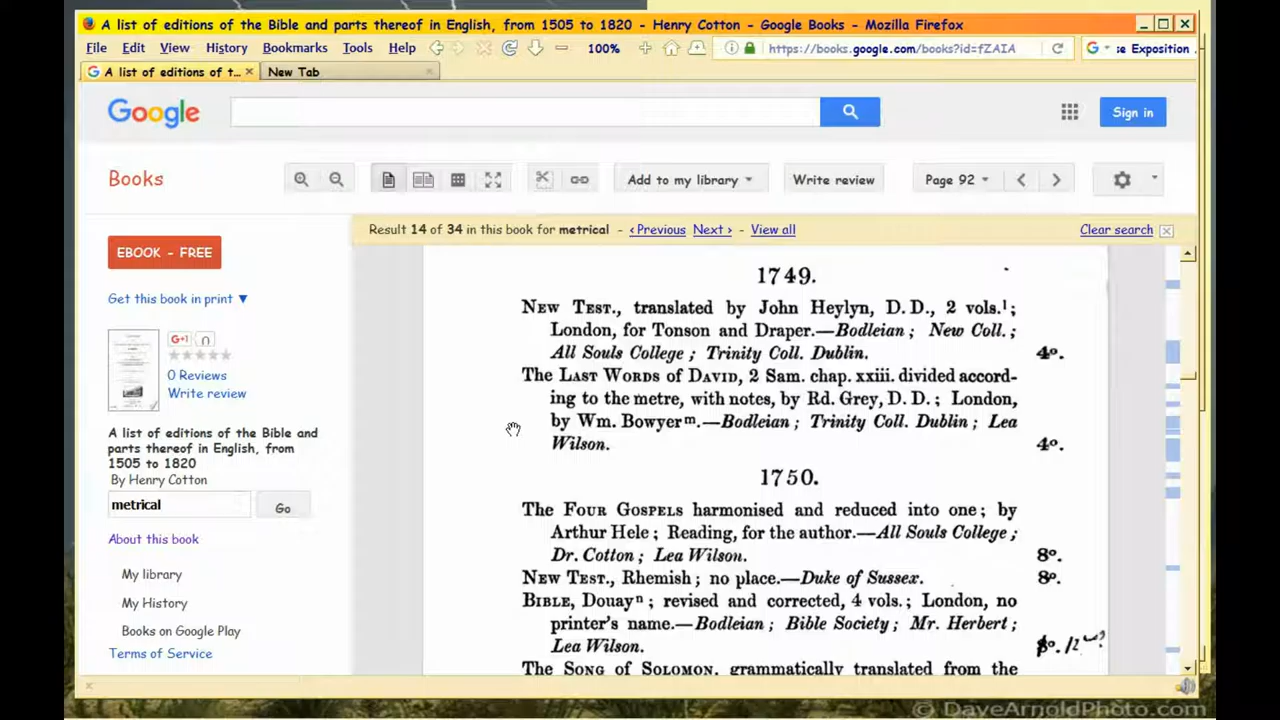 A list of editions of the Bible and parts thereof in English, from 1505 to 1820 - Henry Cotton - Google Books - Mozilla Firefox
File Edit View History Bookmarks Tools Help 100% https://books.google.com/books?id=fZAIA G ɪe Exposition
A list of editions of t... × New Tab ×
Google Sign in
Books Add to my library Write review Page 92
Result 14 of 34 in this book for metrical - ‹ Previous Next › - View all Clear search
EBOOK - FREE
Get this book in print ▼
G+1
0 Reviews
Write review
A list of editions of the Bible and
parts thereof in English, from
1505 to 1820
By Henry Cotton
metrical Go
About this book
My library
My History
Books on Google Play
Terms of Service
1749.
New Test., translated by John Heylyn, D. D., 2 vols.l;
London, for Tonson and Draper.—Bodleian; New Coll.;
All Souls College; Trinity Coll. Dublin. 4o.
The Last Words of David, 2 Sam. chap. xxiii. divided accord-
ing to the metre, with notes, by Rd. Grey, D. D.; London,
by Wm. Bowyer m.—Bodleian; Trinity Coll. Dublin; Lea
Wilson. 4o.
1750.
The Four Gospels harmonised and reduced into one; by
Arthur Hele; Reading, for the author.—All Souls College;
Dr. Cotton; Lea Wilson. 8o.
New Test., Rhemish; no place.—Duke of Sussex. 8o.
Bible, Douay n; revised and corrected, 4 vols.; London, no
printer's name.—Bodleian; Bible Society; Mr. Herbert;
Lea Wilson. 8o.
The Song of Solomon, grammatically translated from the
© DaveArnoldPhoto.com